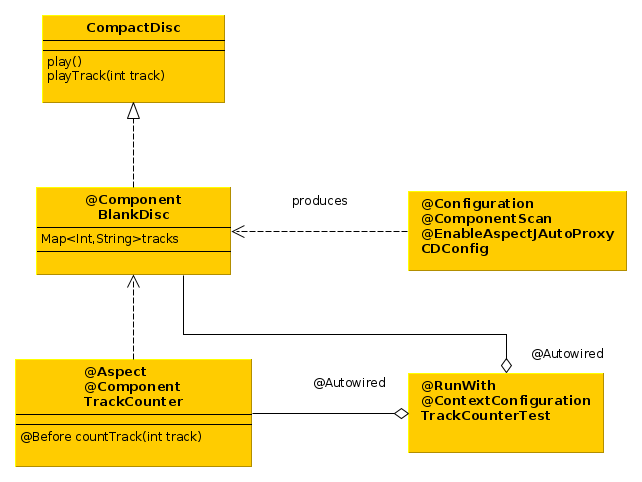 CompactDisc
play()
playTrack(int track)
@Component
BlankDisc
Map<Int,String>tracks
produces
@Configuration
@ComponentScan
@EnableAspectJAutoProxy
CDConfig
@Autowired
@Aspect
@Component
TrackCounter
@Before countTrack(int track)
@Autowired
@RunWith
@ContextConfiguration
TrackCounterTest